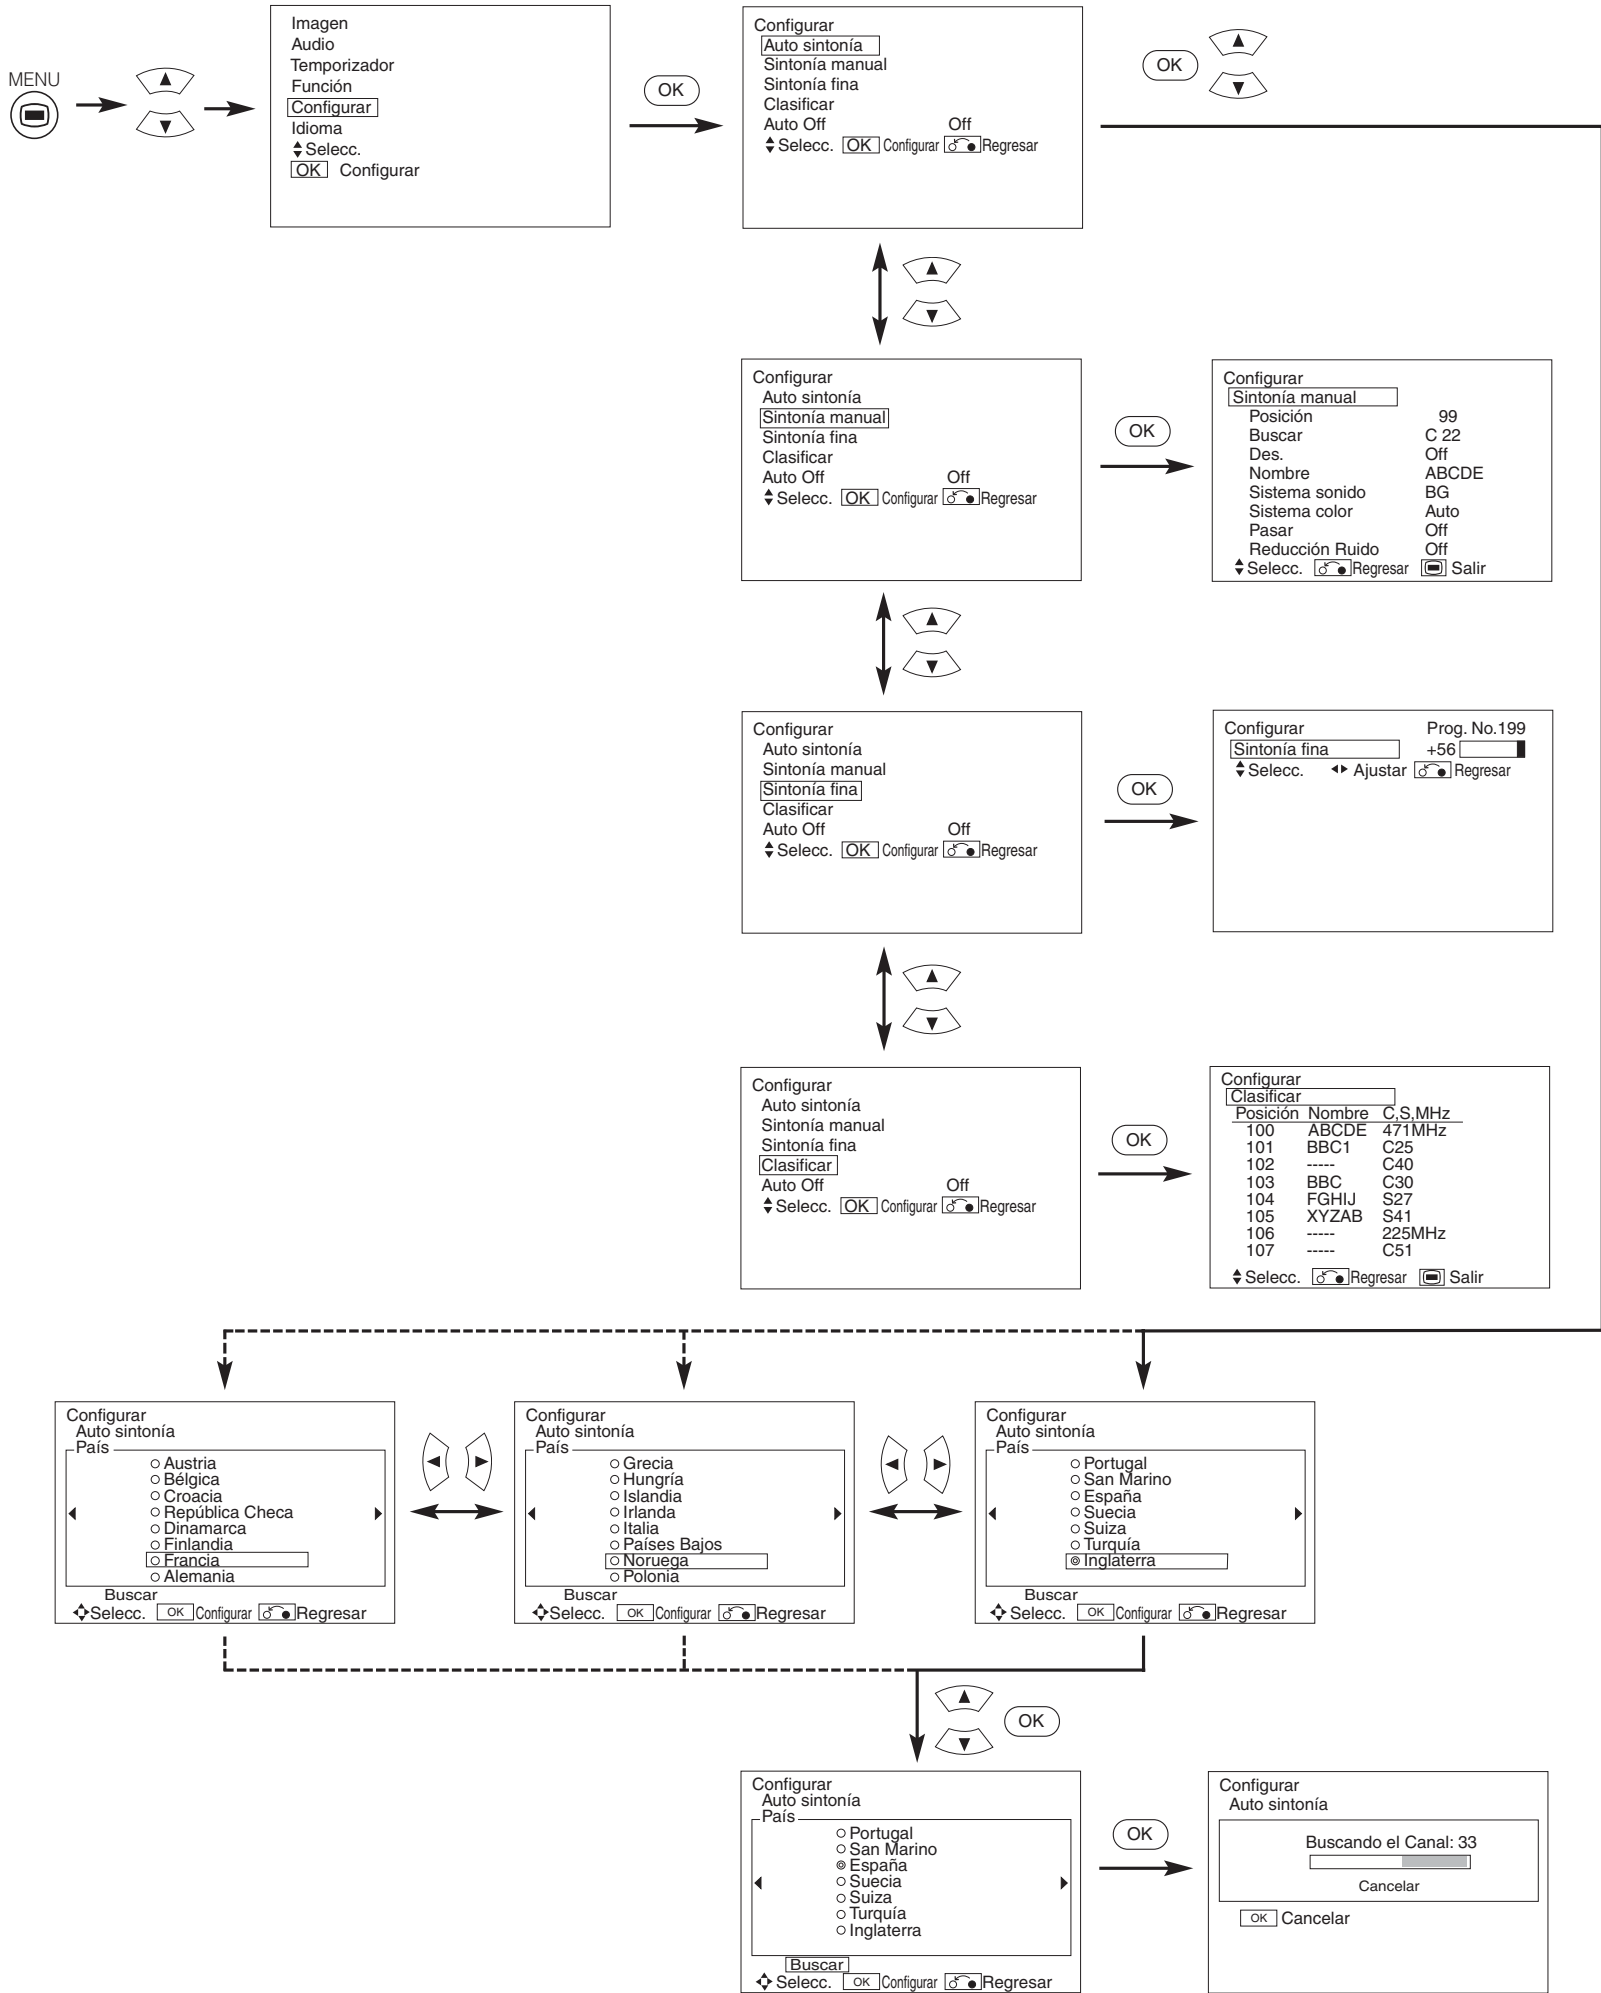 MENU
Imagen
Audio
Temporizador
Función
Configurar
Idioma
Selecc.
OK Configurar
OK
Configurar
Auto sintonía
Sintonía manual
Sintonía fina
Clasificar
Auto Off Off
Selecc. OK Configurar Regresar
OK
Configurar
Auto sintonía
Sintonía manual
Sintonía fina
Clasificar
Auto Off Off
Selecc. OK Configurar Regresar
OK
Configurar
Sintonía manual
Posición 99
Buscar C 22
Des. Off
Nombre ABCDE
Sistema sonido BG
Sistema color Auto
Pasar Off
Reducción Ruido Off
Selecc. Regresar Salir
Configurar
Auto sintonía
Sintonía manual
Sintonía fina
Clasificar
Auto Off Off
Selecc. OK Configurar Regresar
OK
Configurar Prog. No.199
Sintonía fina +56
Selecc. Ajustar Regresar
Configurar
Auto sintonía
Sintonía manual
Sintonía fina
Clasificar
Auto Off Off
Selecc. OK Configurar Regresar
OK
Configurar
Clasificar
Posición Nombre C,S,MHz
100 ABCDE 471MHz
101 BBC1 C25
102 ----- C40
103 BBC C30
104 FGHIJ S27
105 XYZAB S41
106 ----- 225MHz
107 ----- C51
Selecc. Regresar Salir
Configurar
Auto sintonía
País
Austria
Bélgica
Croacia
República Checa
Dinamarca
Finlandia
Francia
Alemania
Buscar
Selecc. OK Configurar Regresar
Configurar
Auto sintonía
País
Grecia
Hungría
Islandia
Irlanda
Italia
Países Bajos
Noruega
Polonia
Buscar
Selecc. OK Configurar Regresar
Configurar
Auto sintonía
País
Portugal
San Marino
España
Suecia
Suiza
Turquía
Inglaterra
Buscar
Selecc. OK Configurar Regresar
OK
Configurar
Auto sintonía
País
Portugal
San Marino
España
Suecia
Suiza
Turquía
Inglaterra
Buscar
Selecc. OK Configurar Regresar
OK
Configurar
Auto sintonía
Buscando el Canal: 33
Cancelar
OK Cancelar